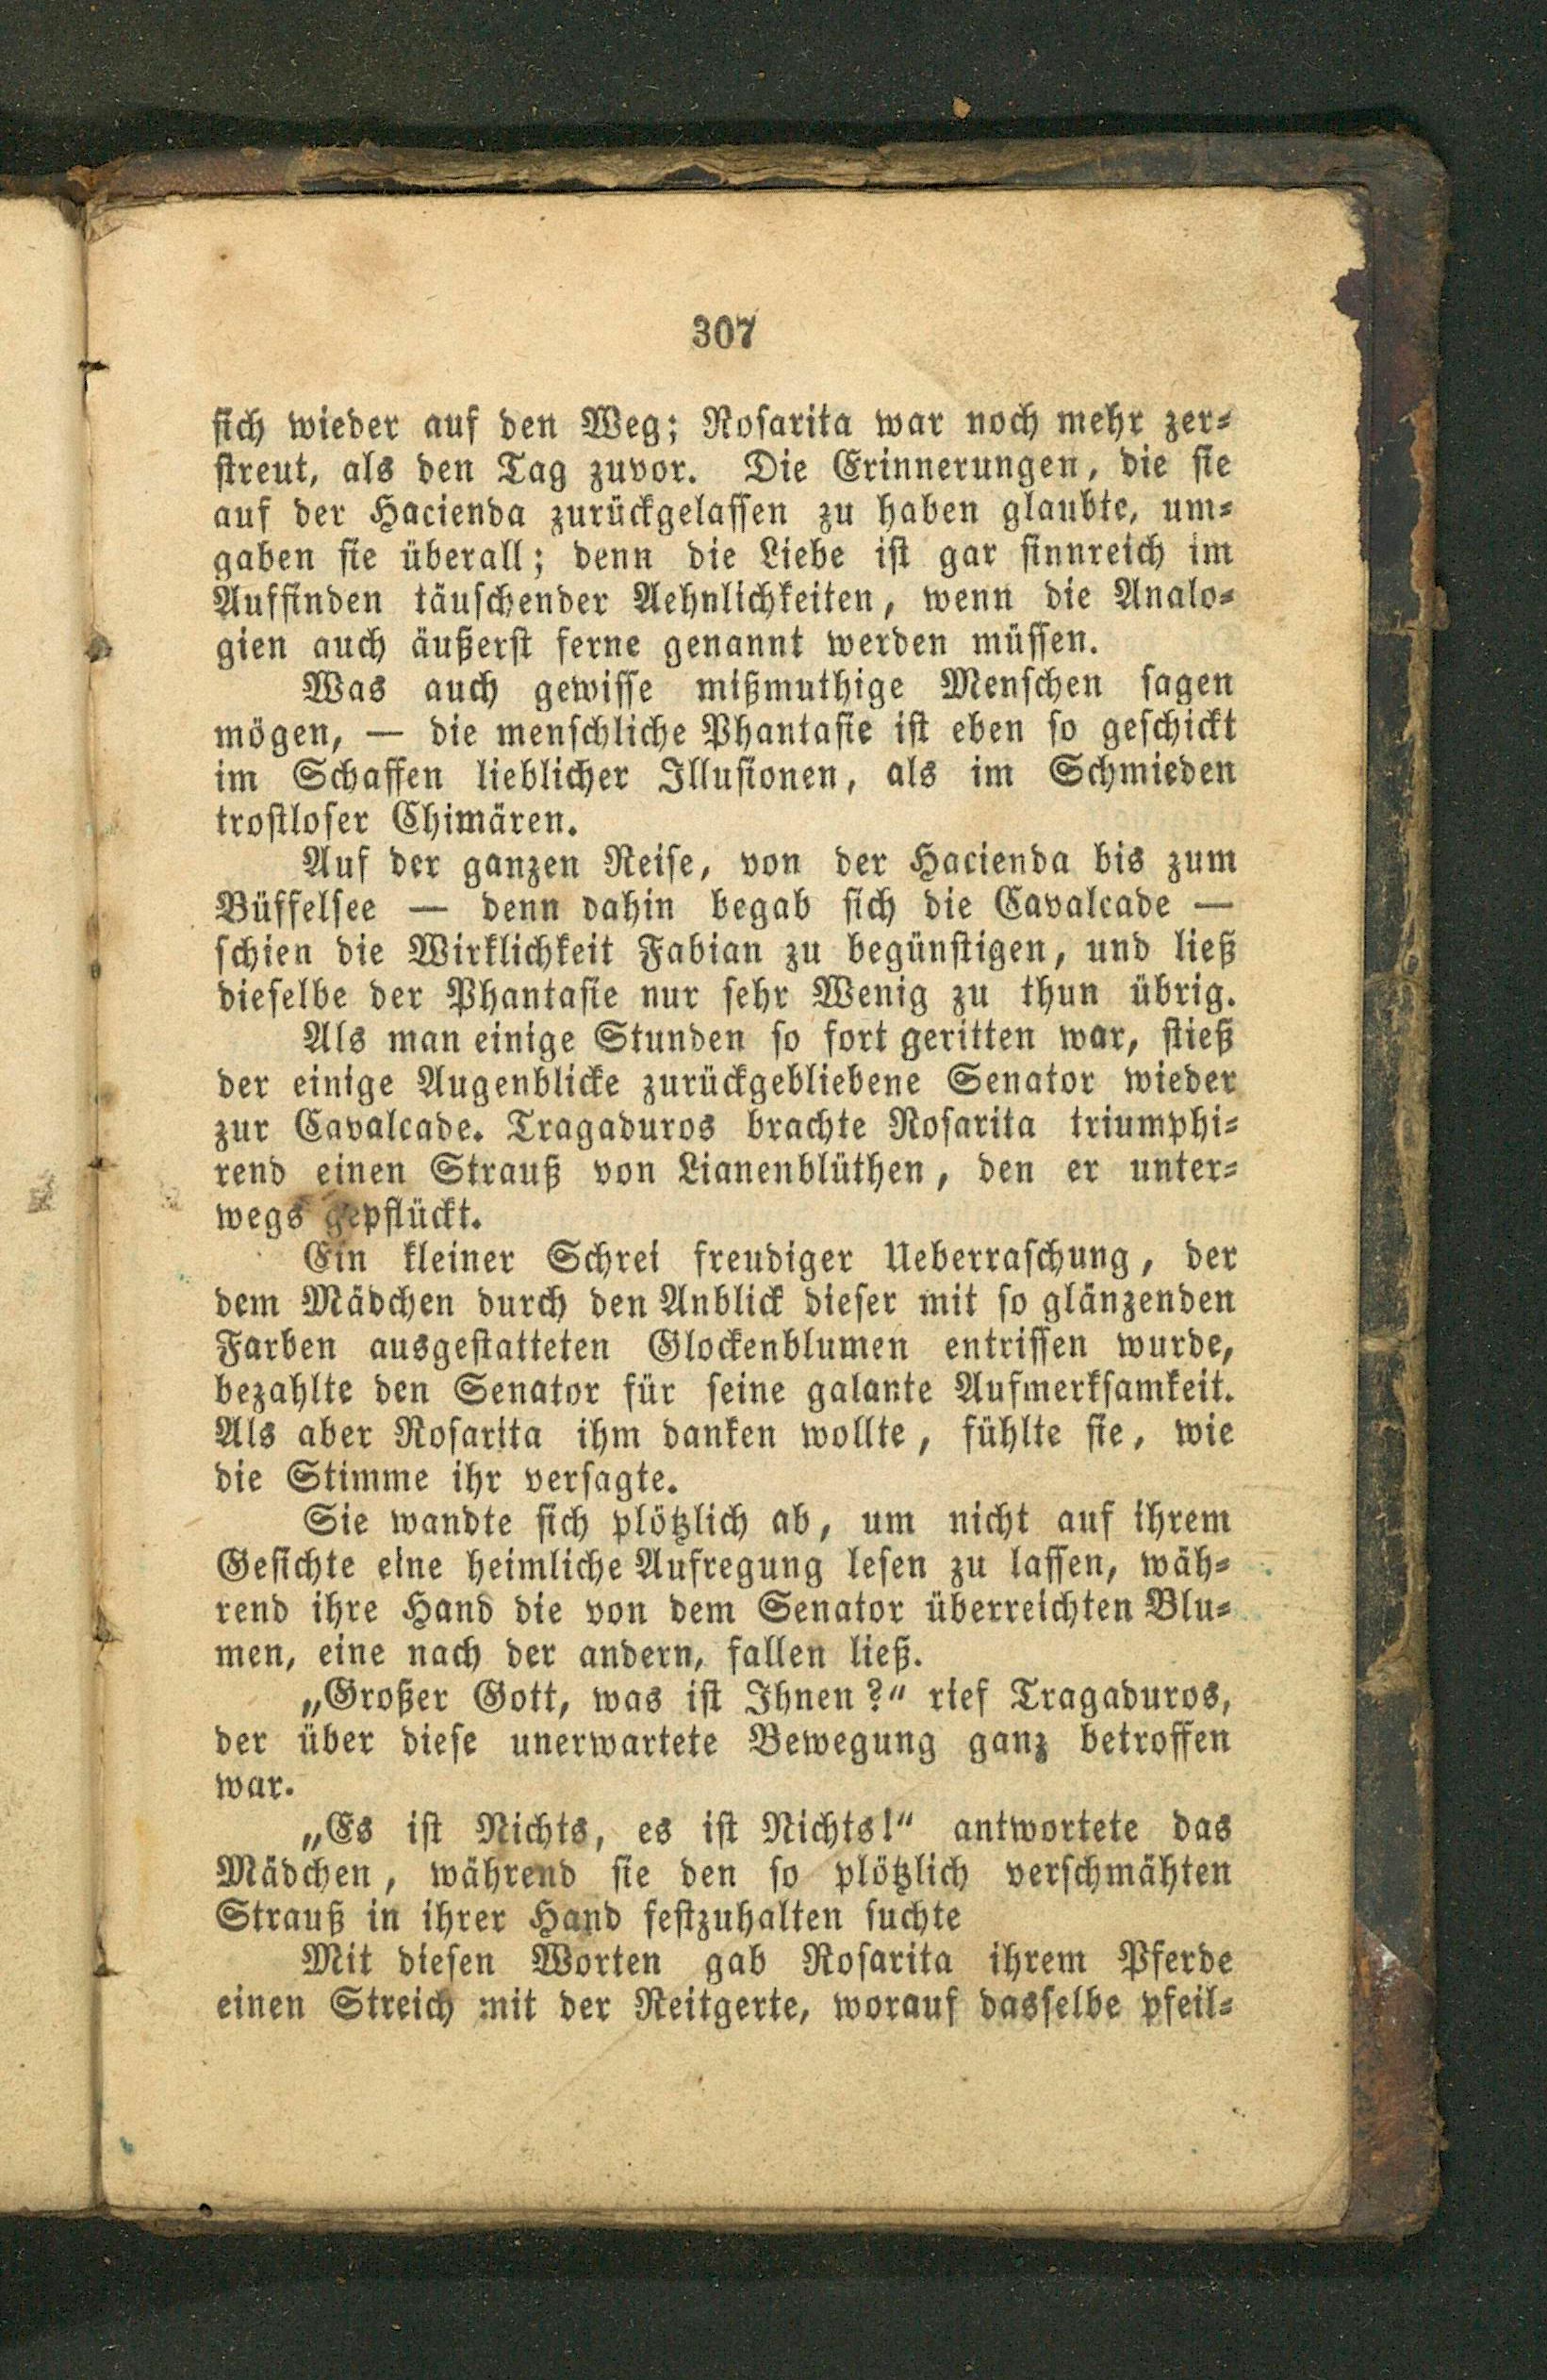 307
sich wieder auf den Weg; Rosarita war noch mehr zer-
streut, als den Tag zuvor. Die Erinnerungen, die sie
auf der Hacienda zurückgelassen zu haben glaubte, um-
gaben sie überall; denn die Liebe ist gar sinnreich im
Auffinden täuschender Aehnlichkeiten, wenn die Analo-
gien auch äußerst ferne genannt werden müssen.
Was auch gewisse mißmuthige Menschen sagen
mögen, — die menschliche Phantasie ist eben so geschickt
im Schaffen lieblicher Illusionen, als im Schmieden
trostloser Chimären.
Auf der ganzen Reise, von der Hacienda bis zum
Büffelsee — denn dahin begab sich die Cavalcade —
schien die Wirklichkeit Fabian zu begünstigen, und ließ
dieselbe der Phantasie nur sehr Wenig zu thun übrig.
Als man einige Stunden so fort geritten war, stieß
der einige Augenblicke zurückgebliebene Senator wieder
zur Cavalcade. Tragaduros brachte Rosarita triumphi-
rend einen Strauß von Lianenblüthen, den er unter-
wegs gepflückt.
Ein kleiner Schrei freudiger Ueberraschung, der
dem Mädchen durch den Anblick dieser mit so glänzenden
Farben ausgestatteten Glockenblumen entrissen wurde,
bezahlte den Senator für seine galante Aufmerksamkeit.
Als aber Rosarita ihm danken wollte, fühlte sie, wie
die Stimme ihr versagte.
Sie wandte sich plötzlich ab, um nicht auf ihrem
Gesichte eine heimliche Aufregung lesen zu lassen, wäh-
rend ihre Hand die von dem Senator überreichten Blu-
men, eine nach der andern, fallen ließ.
„Großer Gott, was ist Ihnen?“ rief Tragaduros,
der über diese unerwartete Bewegung ganz betroffen
war.
„Es ist Nichts, es ist Nichts!“ antwortete das
Mädchen, während sie den so plötzlich verschmähten
Strauß in ihrer Hand festzuhalten suchte
Mit diesen Worten gab Rosarita ihrem Pferde
einen Streich mit der Reitgerte, worauf dasselbe pfeil-